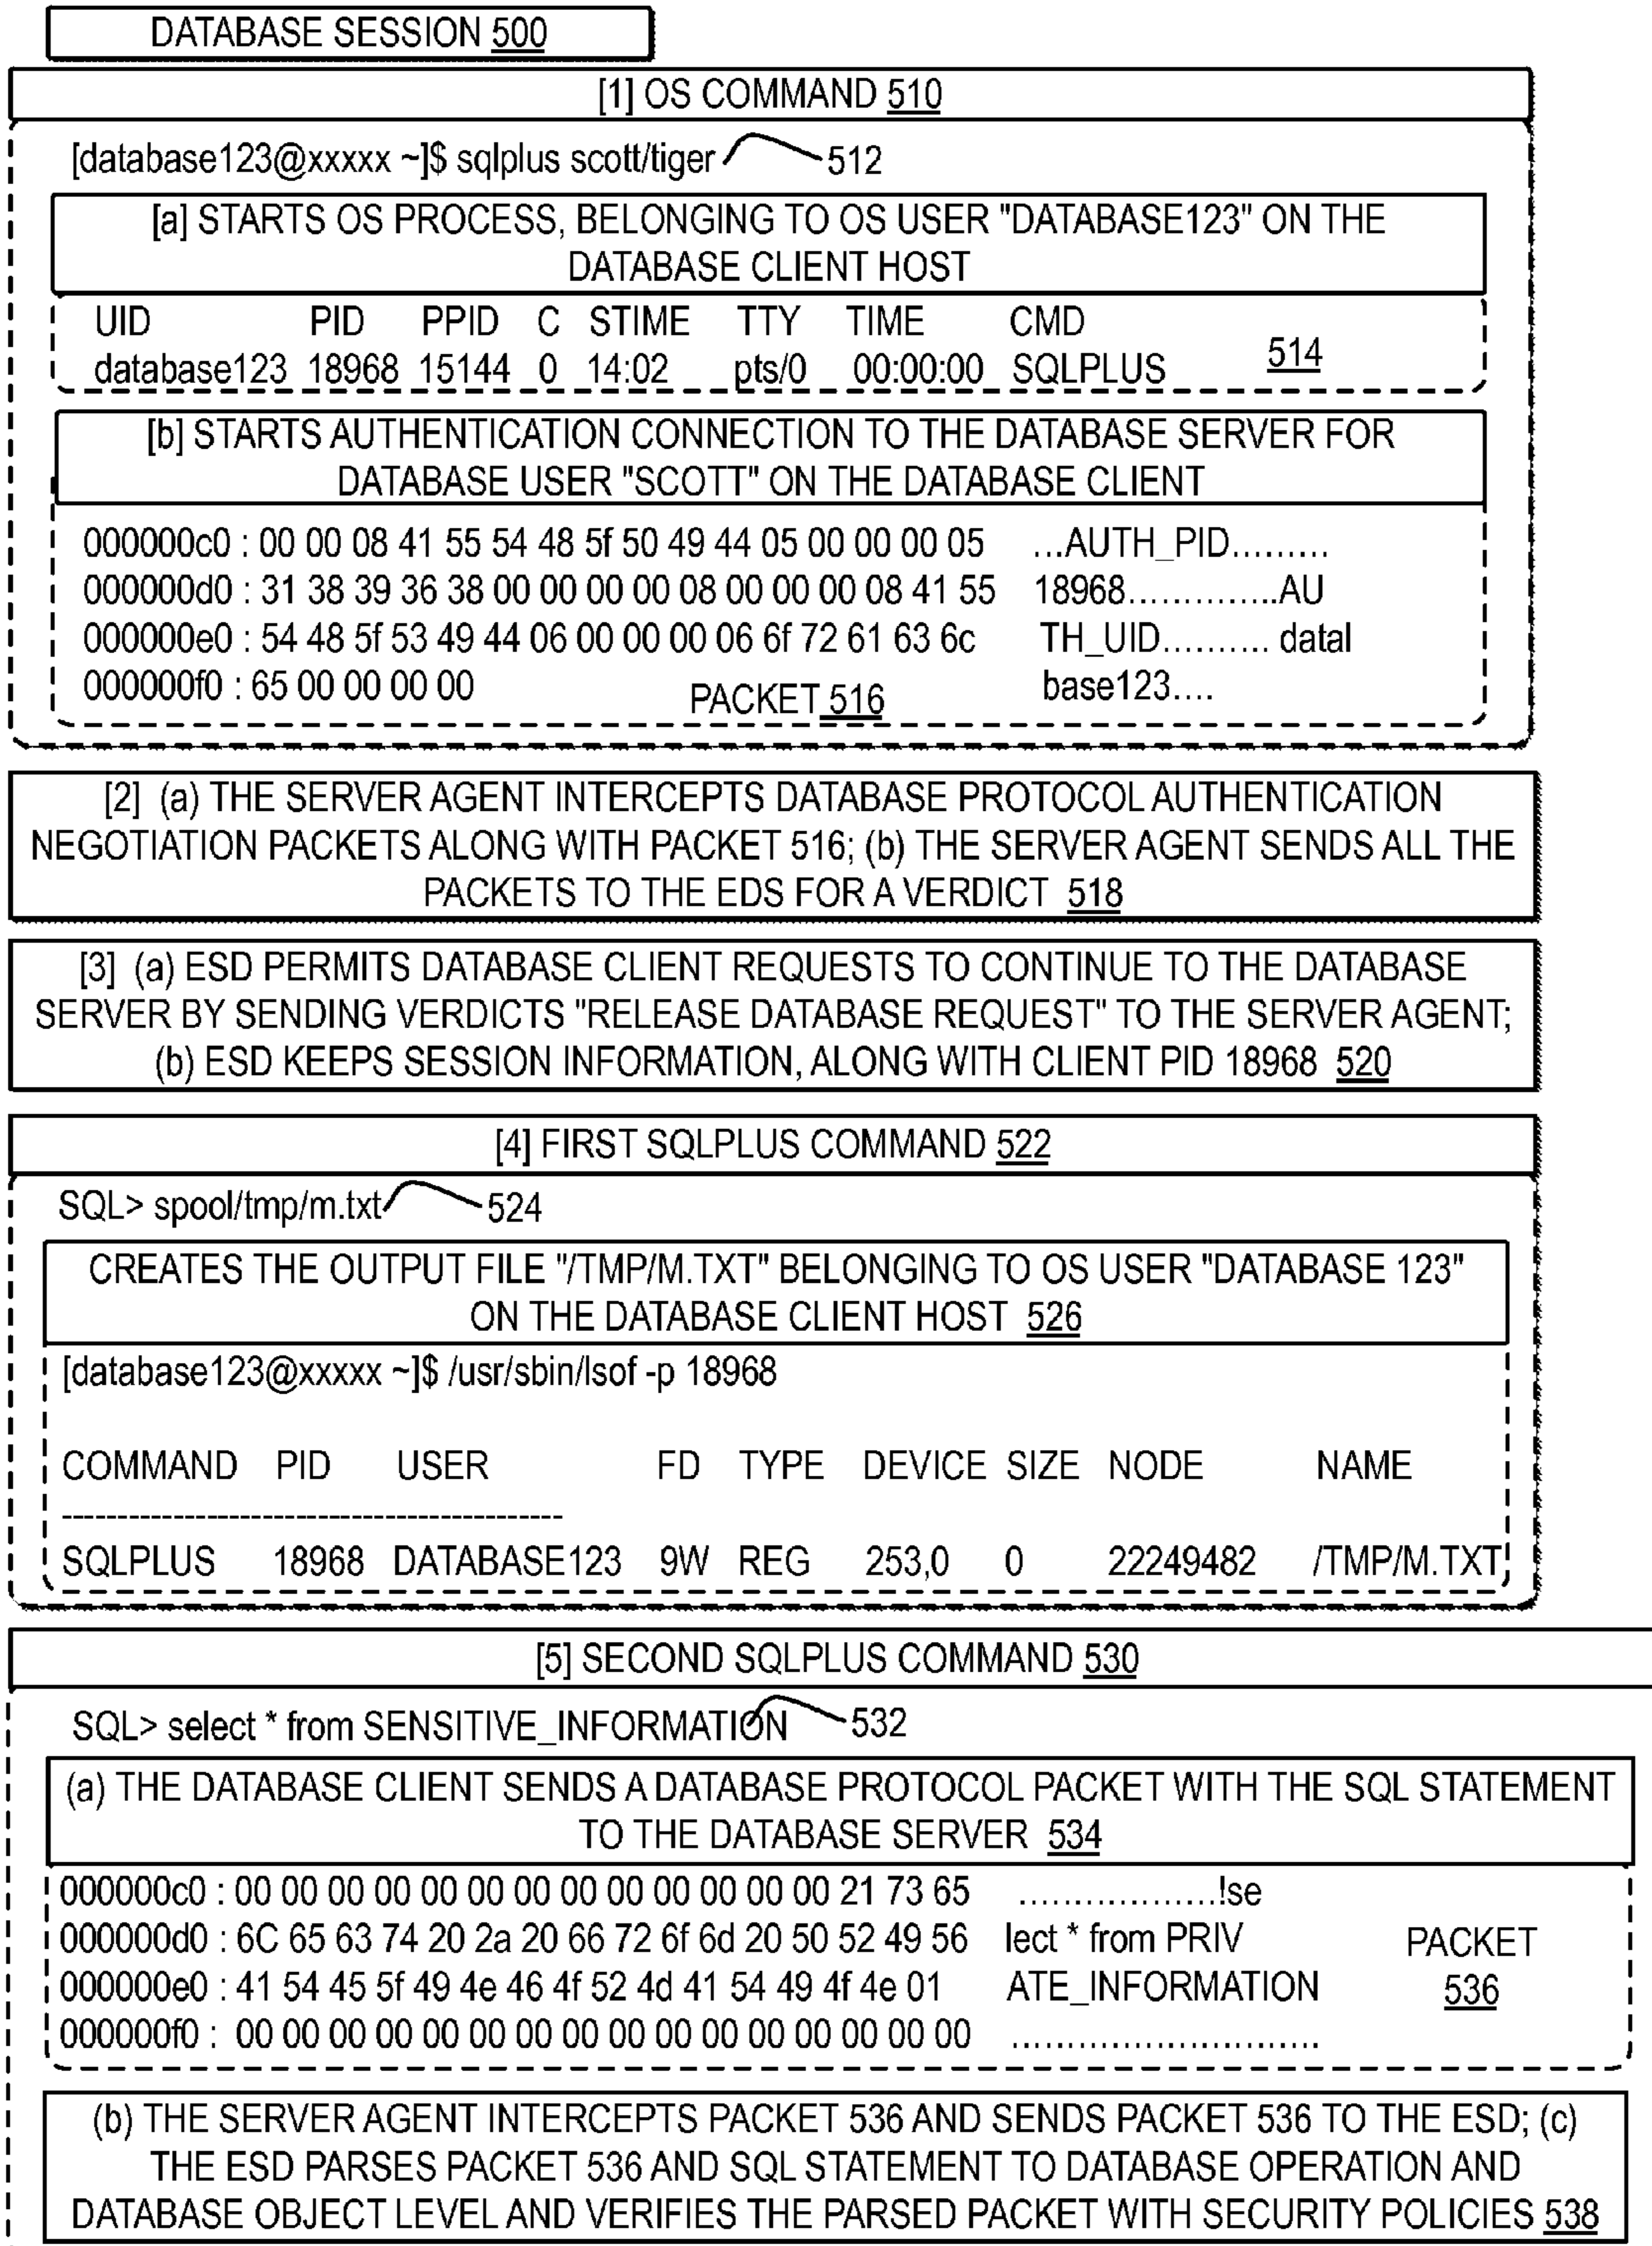 DATABASE SESSION 500
[1] OS COMMAND 510
[database123@xxxxx ~]$ sqlplus scott/tiger 512
[a] STARTS OS PROCESS, BELONGING TO OS USER "DATABASE123" ON THE
DATABASE CLIENT HOST
UID PID PPID C STIME TTY TIME CMD
database123 18968 15144 0 14:02 pts/0 00:00:00 SQLPLUS 514
[b] STARTS AUTHENTICATION CONNECTION TO THE DATABASE SERVER FOR
DATABASE USER "SCOTT" ON THE DATABASE CLIENT
000000c0 : 00 00 08 41 55 54 48 5f 50 49 44 05 00 00 00 05 ...AUTH_PID.........
000000d0 : 31 38 39 36 38 00 00 00 00 08 00 00 00 08 41 55 18968..............AU
000000e0 : 54 48 5f 53 49 44 06 00 00 00 06 6f 72 61 63 6c TH_UID.......... datal
000000f0 : 65 00 00 00 00 base123....
PACKET 516
[2] (a) THE SERVER AGENT INTERCEPTS DATABASE PROTOCOL AUTHENTICATION
NEGOTIATION PACKETS ALONG WITH PACKET 516; (b) THE SERVER AGENT SENDS ALL THE
PACKETS TO THE EDS FOR A VERDICT 518
[3] (a) ESD PERMITS DATABASE CLIENT REQUESTS TO CONTINUE TO THE DATABASE
SERVER BY SENDING VERDICTS "RELEASE DATABASE REQUEST" TO THE SERVER AGENT;
(b) ESD KEEPS SESSION INFORMATION, ALONG WITH CLIENT PID 18968 520
[4] FIRST SQLPLUS COMMAND 522
SQL> spool/tmp/m.txt 524
CREATES THE OUTPUT FILE "/TMP/M.TXT" BELONGING TO OS USER "DATABASE 123"
ON THE DATABASE CLIENT HOST 526
[database123@xxxxx ~]$ /usr/sbin/lsof -p 18968
COMMAND PID USER FD TYPE DEVICE SIZE NODE NAME
------------------------------------------
SQLPLUS 18968 DATABASE123 9W REG 253,0 0 22249482 /TMP/M.TXT
[5] SECOND SQLPLUS COMMAND 530
SQL> select * from SENSITIVE_INFORMATION 532
(a) THE DATABASE CLIENT SENDS A DATABASE PROTOCOL PACKET WITH THE SQL STATEMENT
TO THE DATABASE SERVER 534
000000c0 : 00 00 00 00 00 00 00 00 00 00 00 00 00 21 73 65 ..................!se
000000d0 : 6C 65 63 74 20 2a 20 66 72 6f 6d 20 50 52 49 56 lect * from PRIV
000000e0 : 41 54 45 5f 49 4e 46 4f 52 4d 41 54 49 4f 4e 01 ATE_INFORMATION
000000f0 : 00 00 00 00 00 00 00 00 00 00 00 00 00 00 00 00 ............................
PACKET
536
(b) THE SERVER AGENT INTERCEPTS PACKET 536 AND SENDS PACKET 536 TO THE ESD; (c)
THE ESD PARSES PACKET 536 AND SQL STATEMENT TO DATABASE OPERATION AND
DATABASE OBJECT LEVEL AND VERIFIES THE PARSED PACKET WITH SECURITY POLICIES 538